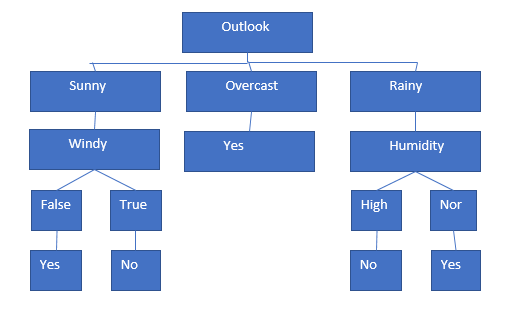 Outlook
Sunny
Overcast
Rainy
Windy
Yes
Humidity
False
True
High
Nor
Yes
No
No
Yes